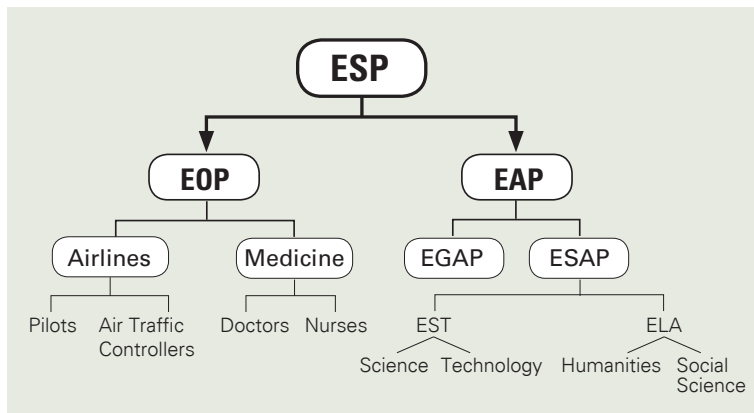 ESP
EOP
EAP
Airlines
Medicine
EGAP
ESAP
Pilots
Air Traffic
Controllers
Doctors
Nurses
EST
ELA
Science
Technology
Humanities
Social
Science